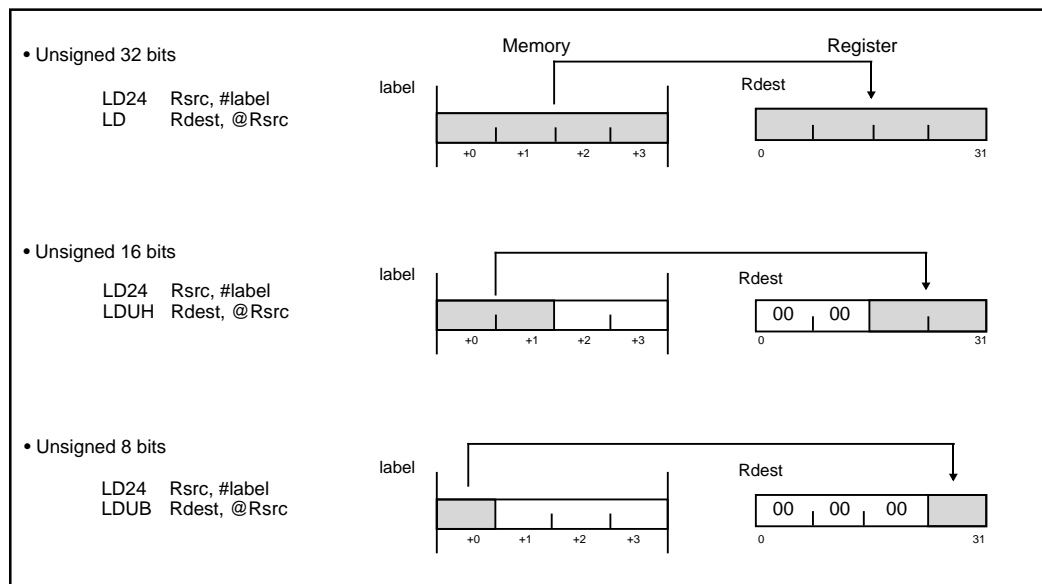 • Unsigned 32 bits
Memory Register
LD24 Rsrc, #label
LD Rdest, @Rsrc
label
Rdest
+0 +1 +2 +3
0 31
• Unsigned 16 bits
LD24 Rsrc, #label
LDUH Rdest, @Rsrc
label
Rdest
00 00
+0 +1 +2 +3
0 31
• Unsigned 8 bits
LD24 Rsrc, #label
LDUB Rdest, @Rsrc
label
Rdest
00 00 00
+0 +1 +2 +3
0 31